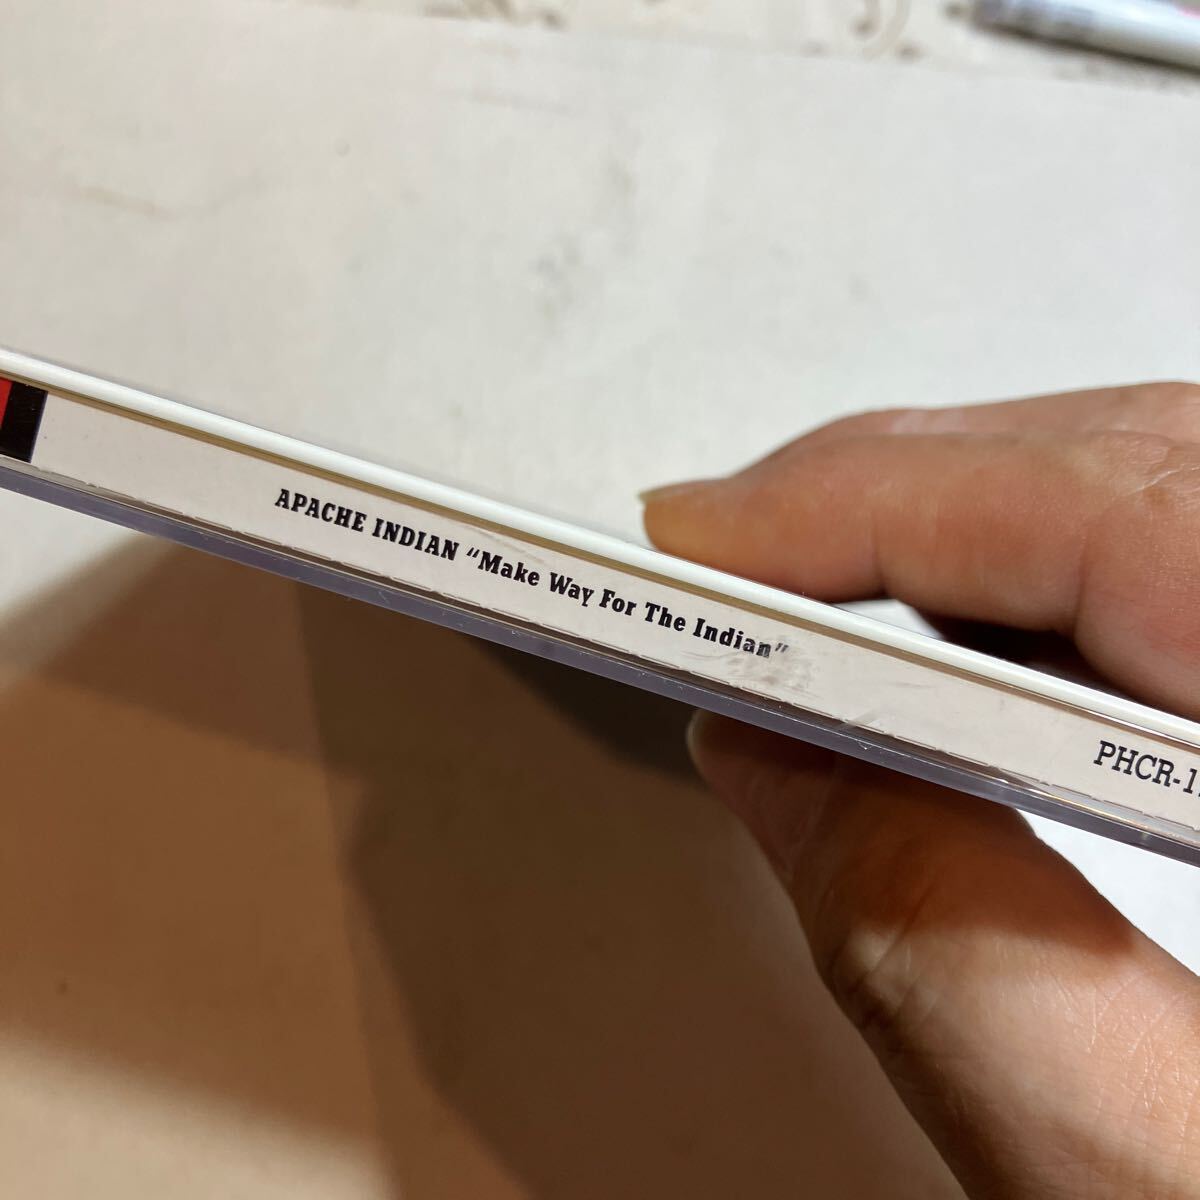 APACHE INDIAN "Make Way For The Indian"
PHCR-1